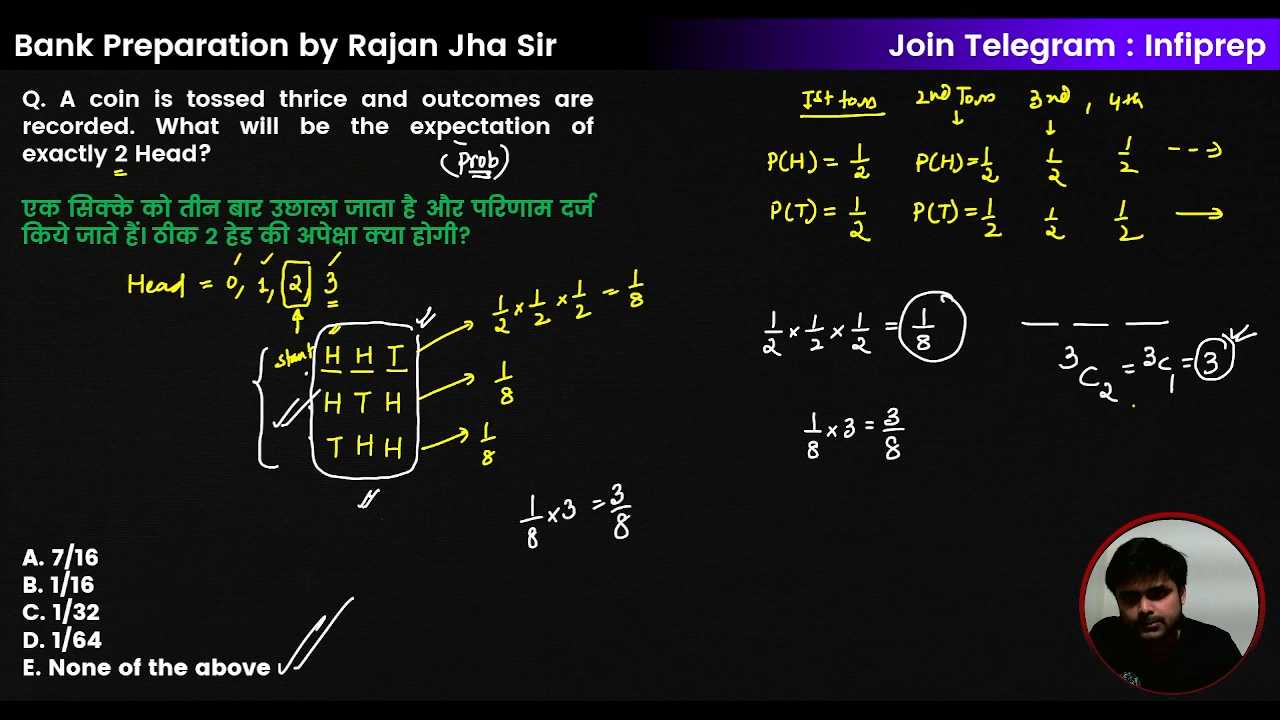 Bank Preparation by Rajan Jha Sir
Join Telegram : Infiprep
Q. A coin is tossed thrice and outcomes are
recorded. What will be the expectation of
exactly 2 Head?
(Prob)
एक सिक्के को तीन बार उछाला जाता है और परिणाम दर्ज
किये जाते हैं। ठीक 2 हेड की अपेक्षा क्या होगी?
Head = 0, 1, 2, 3
start
H H T
1/2 × 1/2 × 1/2 = 1/8
H T H
1/8
T H H
1/8
1/8 × 3 = 3/8
A. 7/16
B. 1/16
C. 1/32
D. 1/64
E. None of the above
Ist toss 2nd Toss 3rd , 4th
P(H) = 1/2 P(H) = 1/2 1/2 1/2
P(T) = 1/2 P(T) = 1/2 1/2 1/2
1/2 × 1/2 × 1/2 = 1/8
3C2 = 3C1 = 3
1/8 × 3 = 3/8